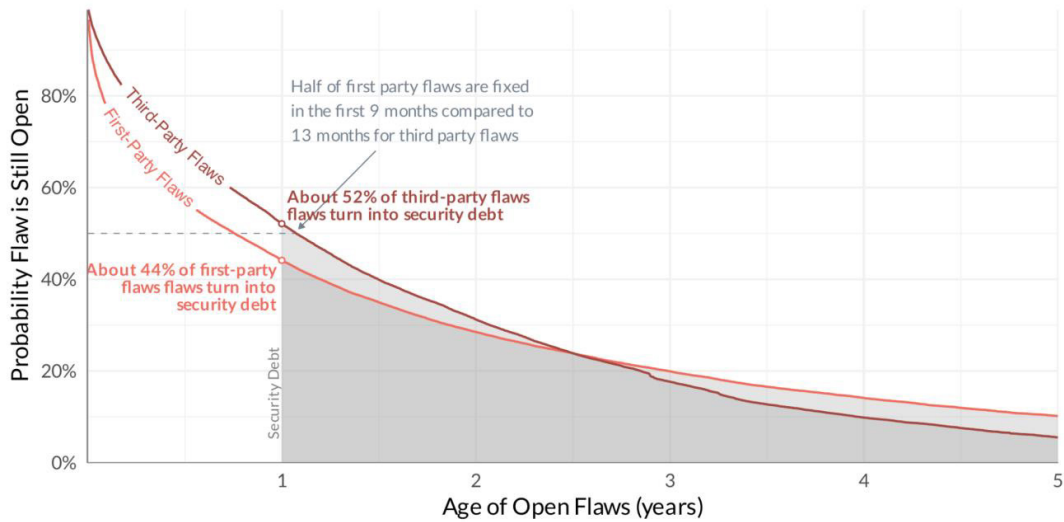 Probability Flaw is Still Open
80%
60%
40%
20%
0%
Third-Party Flaws
First-Party Flaws
Half of first party flaws are fixed
in the first 9 months compared to
13 months for third party flaws
About 52% of third-party flaws
flaws turn into security debt
About 44% of first-party
flaws flaws turn into
security debt
Security Debt
1
2
3
4
5
Age of Open Flaws (years)